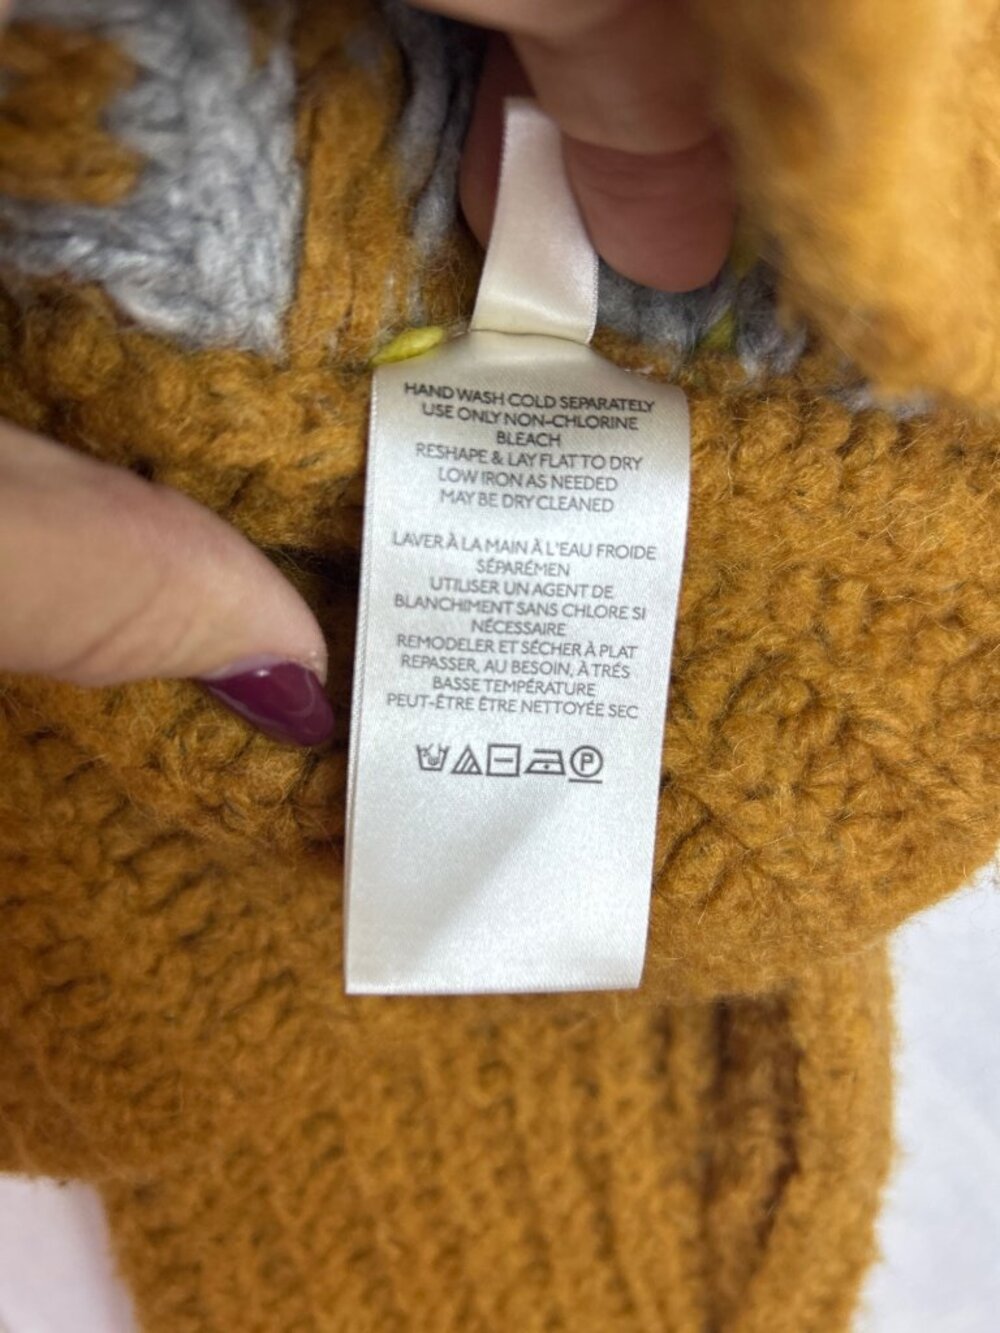 HAND WASH COLD SEPARATELY
USE ONLY NON-CHLORINE
BLEACH
RESHAPE & LAY FLAT TO DRY
LOW IRON AS NEEDED
MAY BE DRY CLEANED
LAVER À LA MAIN À L'EAU FROIDE
SÉPARÉMEN
UTILISER UN AGENT DE
BLANCHIMENT SANS CHLORE SI
NÉCESSAIRE
REMODELER ET SÉCHER À PLAT
REPASSER, AU BESOIN, À TRÉS
BASSE TEMPÉRATURE
PEUT-ÊTRE ÊTRE NETTOYÉE SEC
P